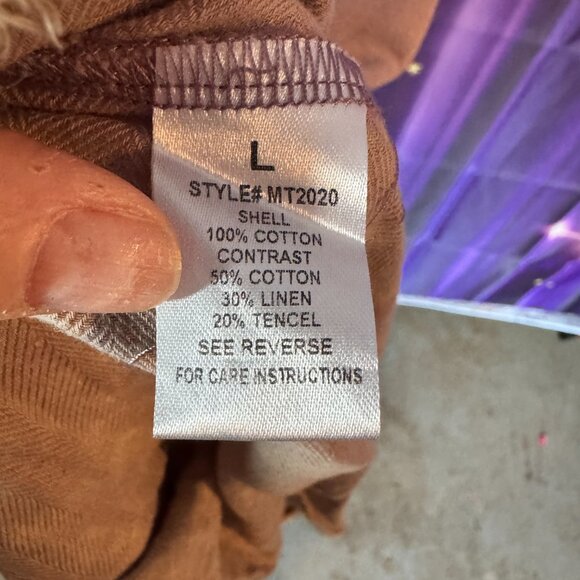 L
STYLE# MT2020
SHELL
100% COTTON
CONTRAST
50% COTTON
30% LINEN
20% TENCEL
SEE REVERSE
FOR CARE INSTRUCTIONS